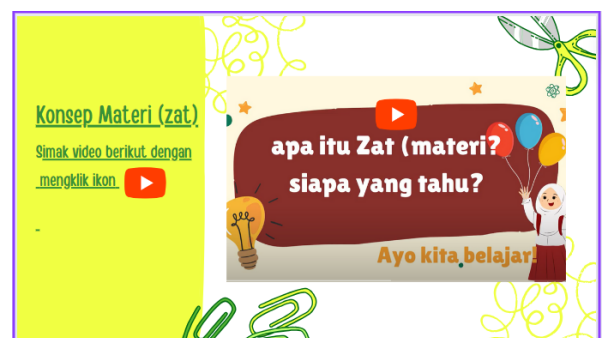 Konsep Materi (zat)
Simak video berikut dengan
mengklik ikon
-
apa itu Zat (materi?
siapa yang tahu?
Ayo kita belajar!